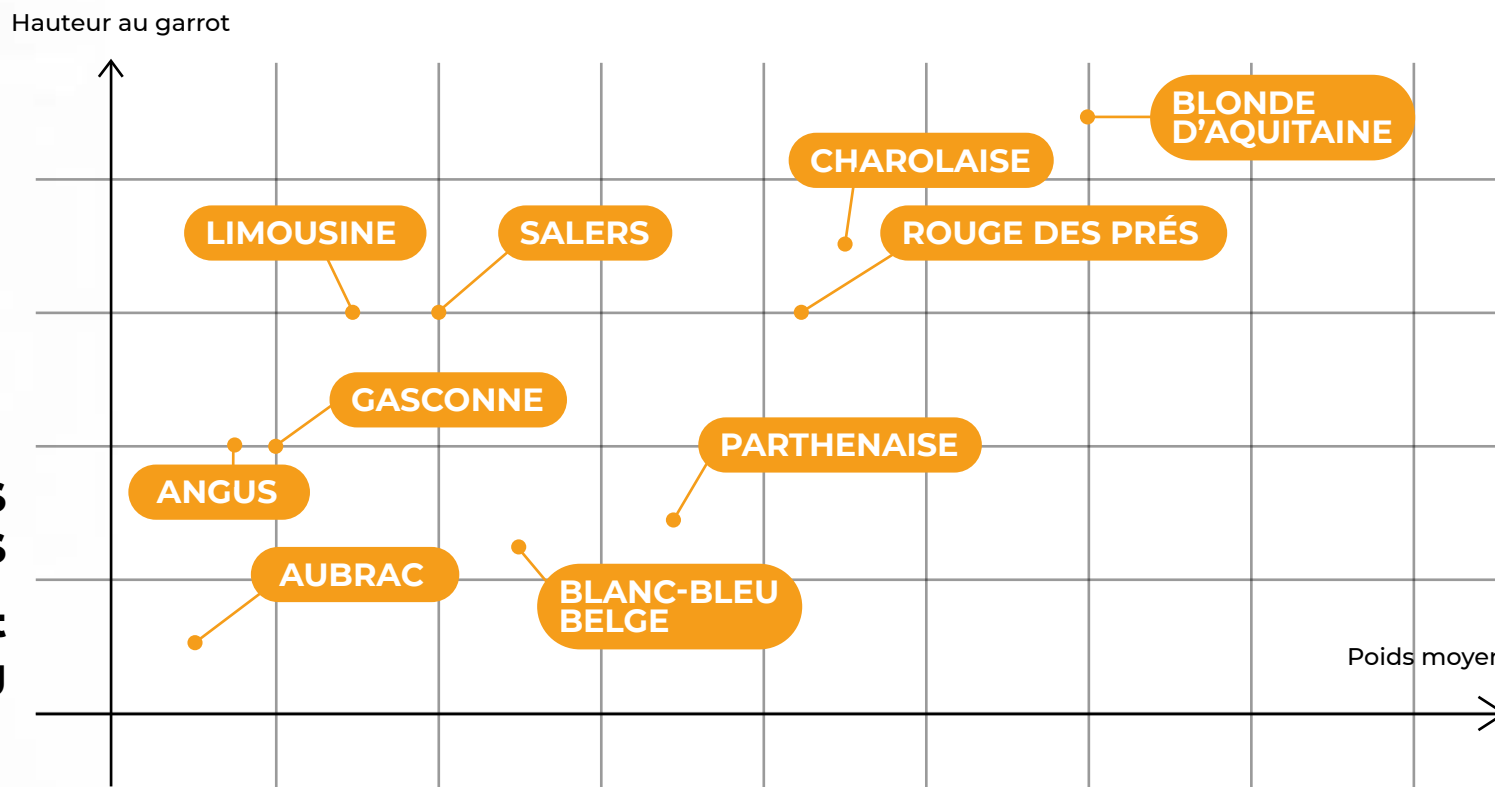 Hauteur au garrot
BLONDE
D'AQUITAINE
CHAROLAISE
LIMOUSINE
SALERS
ROUGE DES PRÉS
GASCONNE
PARTHENAISE
ANGUS
AUBRAC
BLANC-BLEU
BELGE
Poids moyen